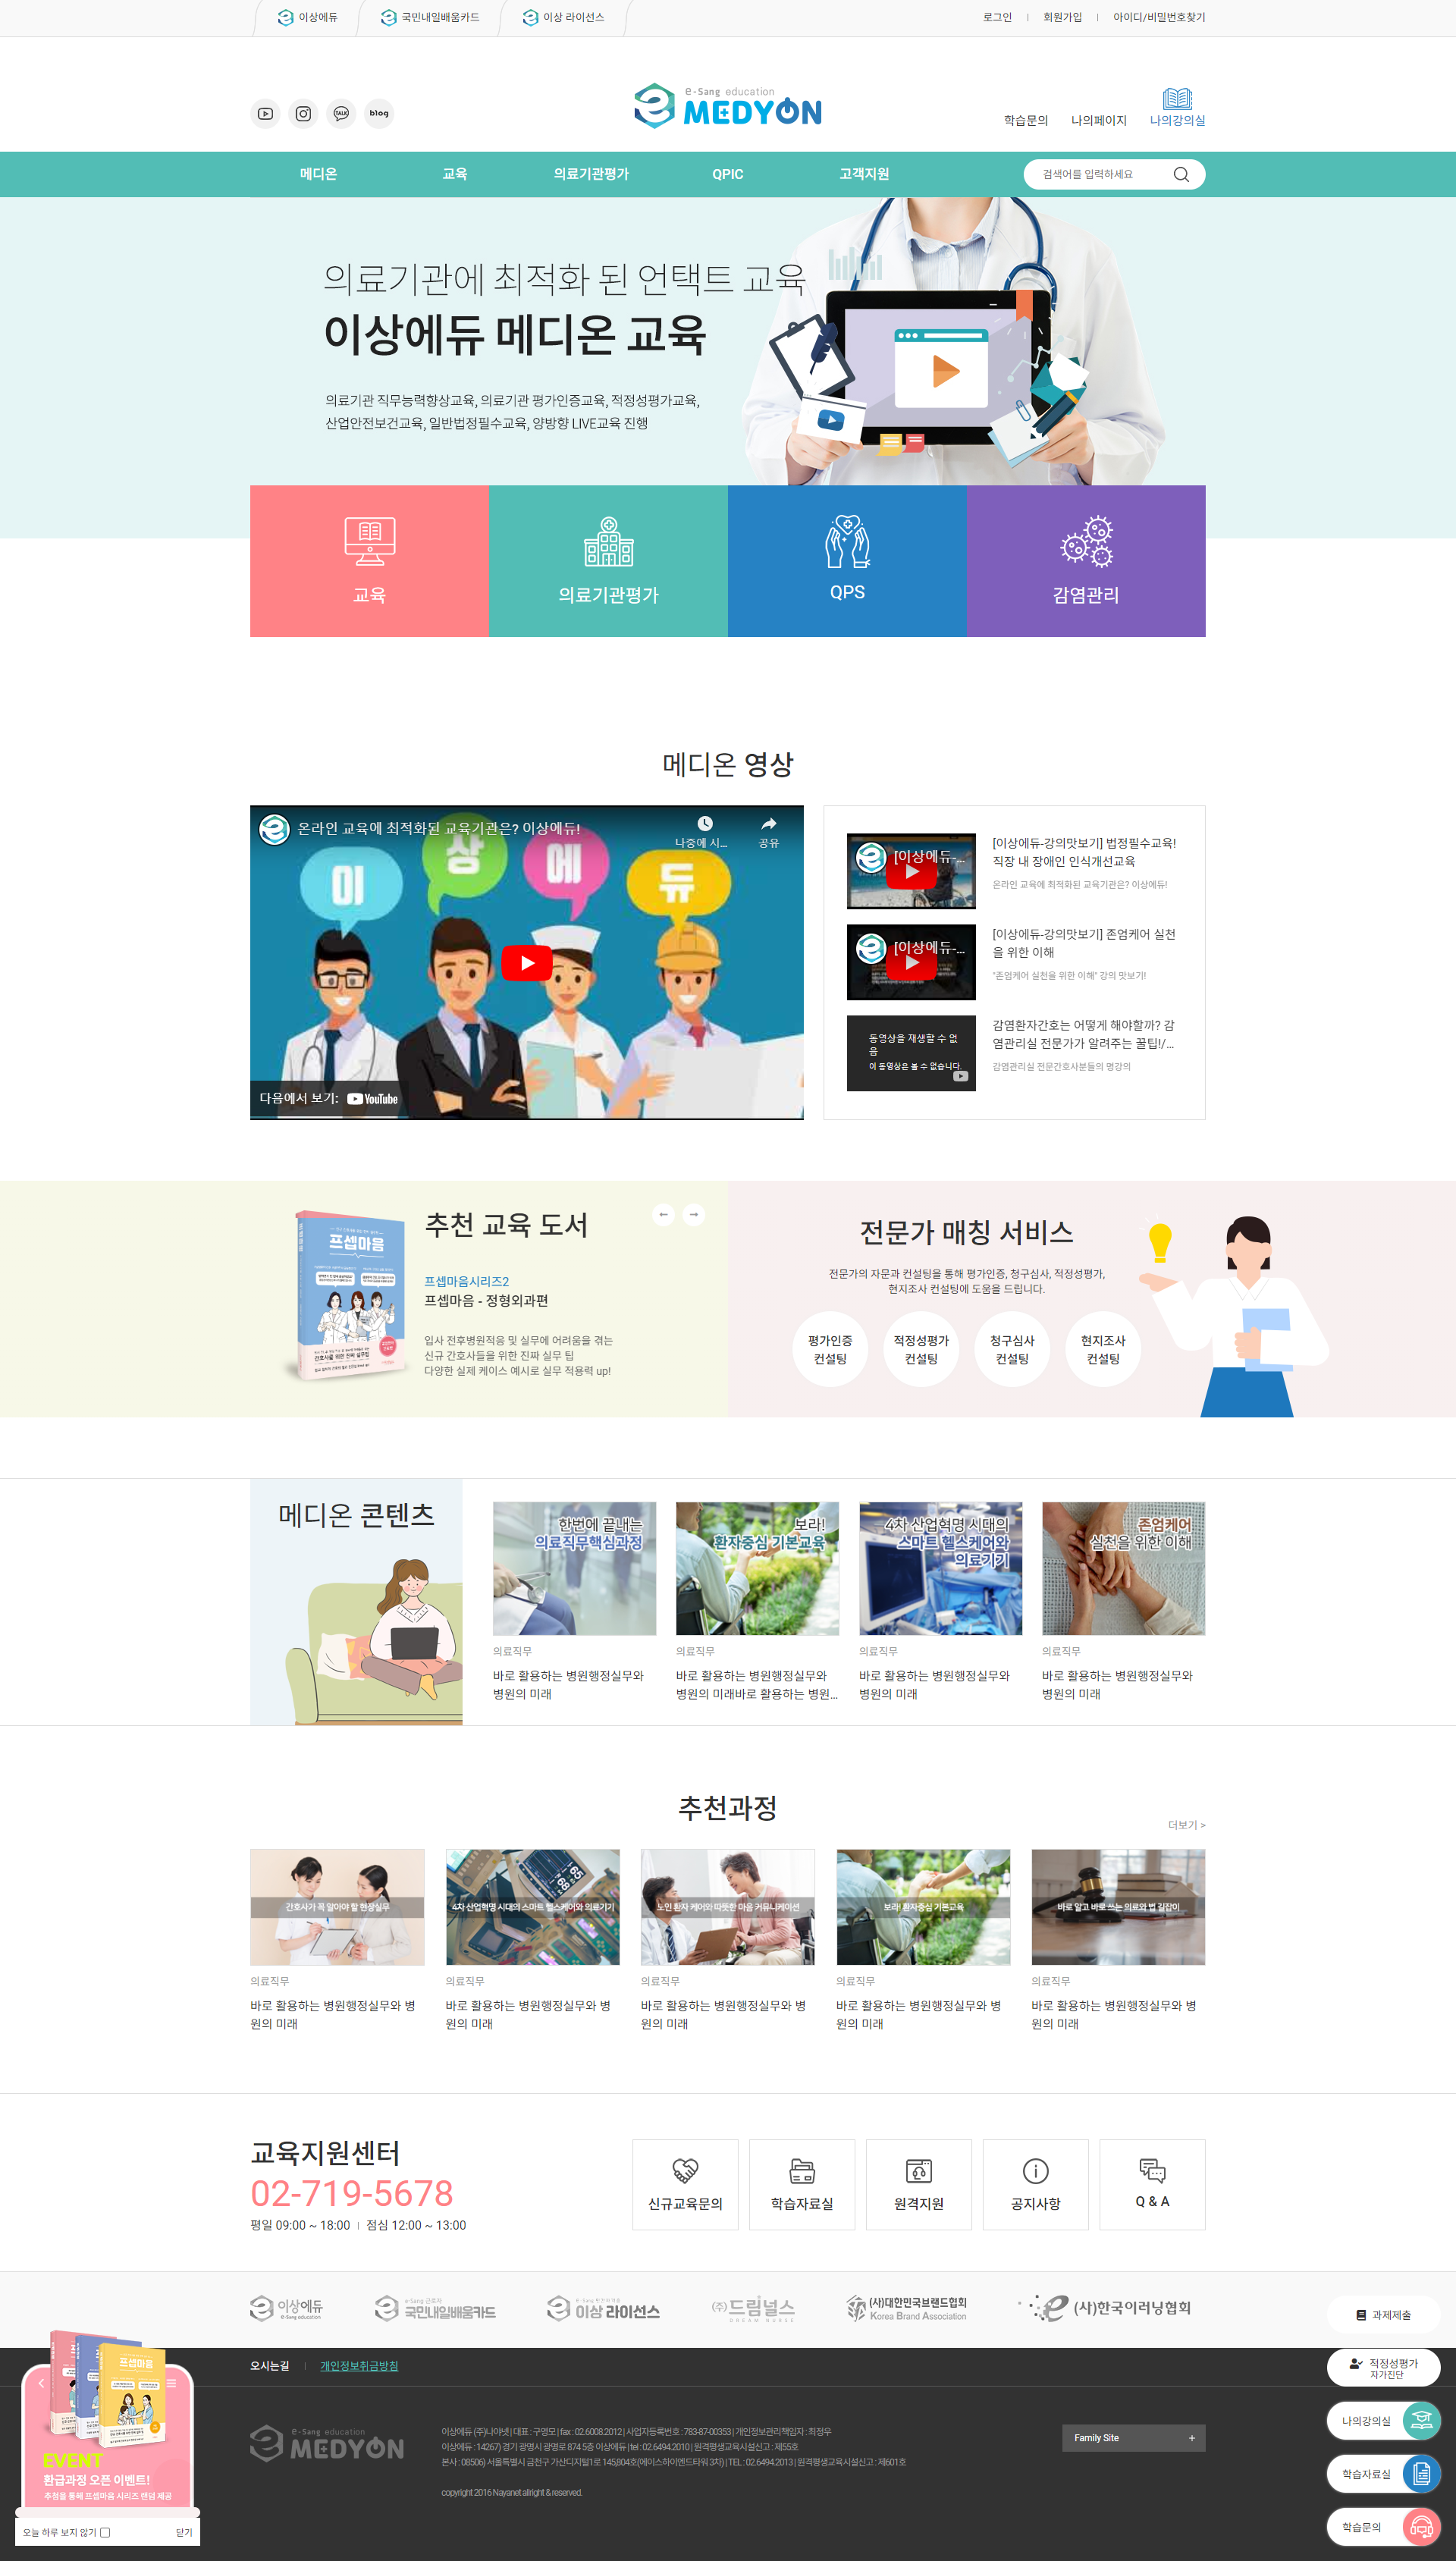 이상에듀
국민내일배움카드
이상 라이선스
로그인
회원가입
아이디/비밀번호찾기
blog
TALK
e-Sang education
MEDYON
학습문의
나의페이지
나의강의실
메디온
교육
의료기관평가
QPIC
고객지원
검색어를 입력하세요
의료기관에 최적화 된 언택트 교육
이상에듀 메디온 교육
의료기관 직무능력향상교육, 의료기관 평가인증교육, 적정성평가교육,
산업안전보건교육, 일반법정필수교육, 양방향 LIVE교육 진행
교육
의료기관평가
QPS
감염관리
메디온 영상
온라인 교육에 최적화된 교육기관은? 이상에듀!
나중에 시...
공유
이
상
에
듀
다음에서 보기: YouTube
[이상에듀-...
[이상에듀-강의맛보기] 법정필수교육!
직장 내 장애인 인식개선교육
온라인 교육에 최적화된 교육기관은? 이상에듀!
[이상에듀-...
[이상에듀-강의맛보기] 존엄케어 실천
을 위한 이해
"존엄케어 실천을 위한 이해" 강의 맛보기!
동영상을 재생할 수 없
음
이 동영상은 볼 수 없습니다.
감염환자간호는 어떻게 해야할까? 감
염관리실 전문가가 알려주는 꿀팁!/...
감염관리실 전문간호사분들의 명강의
프셉마음
추천 교육 도서
프셉마음시리즈2
프셉마음 - 정형외과편
입사 전후병원적응 및 실무에 어려움을 겪는
신규 간호사들을 위한 진짜 실무 팁
다양한 실제 케이스 예시로 실무 적용력 up!
전문가 매칭 서비스
전문가의 자문과 컨설팅을 통해 평가인증, 청구심사, 적정성평가,
현지조사 컨설팅에 도움을 드립니다.
평가인증
컨설팅
적정성평가
컨설팅
청구심사
컨설팅
현지조사
컨설팅
메디온 콘텐츠
한번에 끝내는
의료직무핵심과정
의료직무
바로 활용하는 병원행정실무와
병원의 미래
보라!
환자중심 기본교육
의료직무
바로 활용하는 병원행정실무와
병원의 미래바로 활용하는 병원...
4차 산업혁명 시대의
스마트 헬스케어와
의료기기
의료직무
바로 활용하는 병원행정실무와
병원의 미래
존엄케어
실천을 위한 이해
의료직무
바로 활용하는 병원행정실무와
병원의 미래
추천과정
더보기 >
간호사가 꼭 알아야 할 현장실무
의료직무
바로 활용하는 병원행정실무와 병
원의 미래
4차 산업혁명 시대의 스마트 헬스케어와 의료기기
의료직무
바로 활용하는 병원행정실무와 병
원의 미래
노인 환자 케어와 따뜻한 마음 커뮤니케이션
의료직무
바로 활용하는 병원행정실무와 병
원의 미래
보라! 환자중심 기본교육
의료직무
바로 활용하는 병원행정실무와 병
원의 미래
바로 알고 바로 쓰는 의료와 법 길잡이
의료직무
바로 활용하는 병원행정실무와 병
원의 미래
교육지원센터
02-719-5678
평일 09:00 ~ 18:00 | 점심 12:00 ~ 13:00
신규교육문의
학습자료실
원격지원
공지사항
Q & A
이상에듀
e-Sang education
e-Sang 근로자
국민내일배움카드
이상 라이선스
(주)드림널스
DREAM NURSE
(사)대한민국브랜드협회
Korea Brand Association
(사)한국이러닝협회
과제제출
적정성평가
자가진단
나의강의실
학습자료실
학습문의
오시는길
개인정보취급방침
e-Sang education
MEDYON
이상에듀 (주)나야넷 | 대표 : 구영모 | fax : 02.6008.2012 | 사업자등록번호 : 783-87-00353 | 개인정보관리책임자 : 최정우
이상에듀 : 14267) 경기 광명시 광명로 874 5층 이상에듀 | tel : 02.6494.2010 | 원격평생교육시설신고 : 제55호
본사 : 08506) 서울특별시 금천구 가산디지털1로 145,804호(에이스하이엔드타워 3차) | TEL : 02.6494.2013 | 원격평생교육시설신고 : 제601호
copyright 2016 Nayanet allright & reserved.
Family Site +
프셉마음
EVENT
환급과정 오픈 이벤트!
추첨을 통해 프셉마음 시리즈 랜덤 제공
오늘 하루 보지 않기
닫기